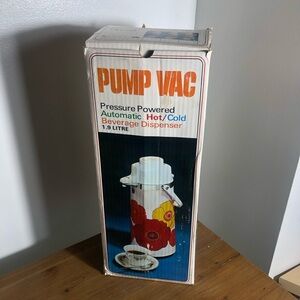 PUMP VAC
Pressure Powered
Automatic Hot/Cold
Beverage Dispenser
1.9 LITRE